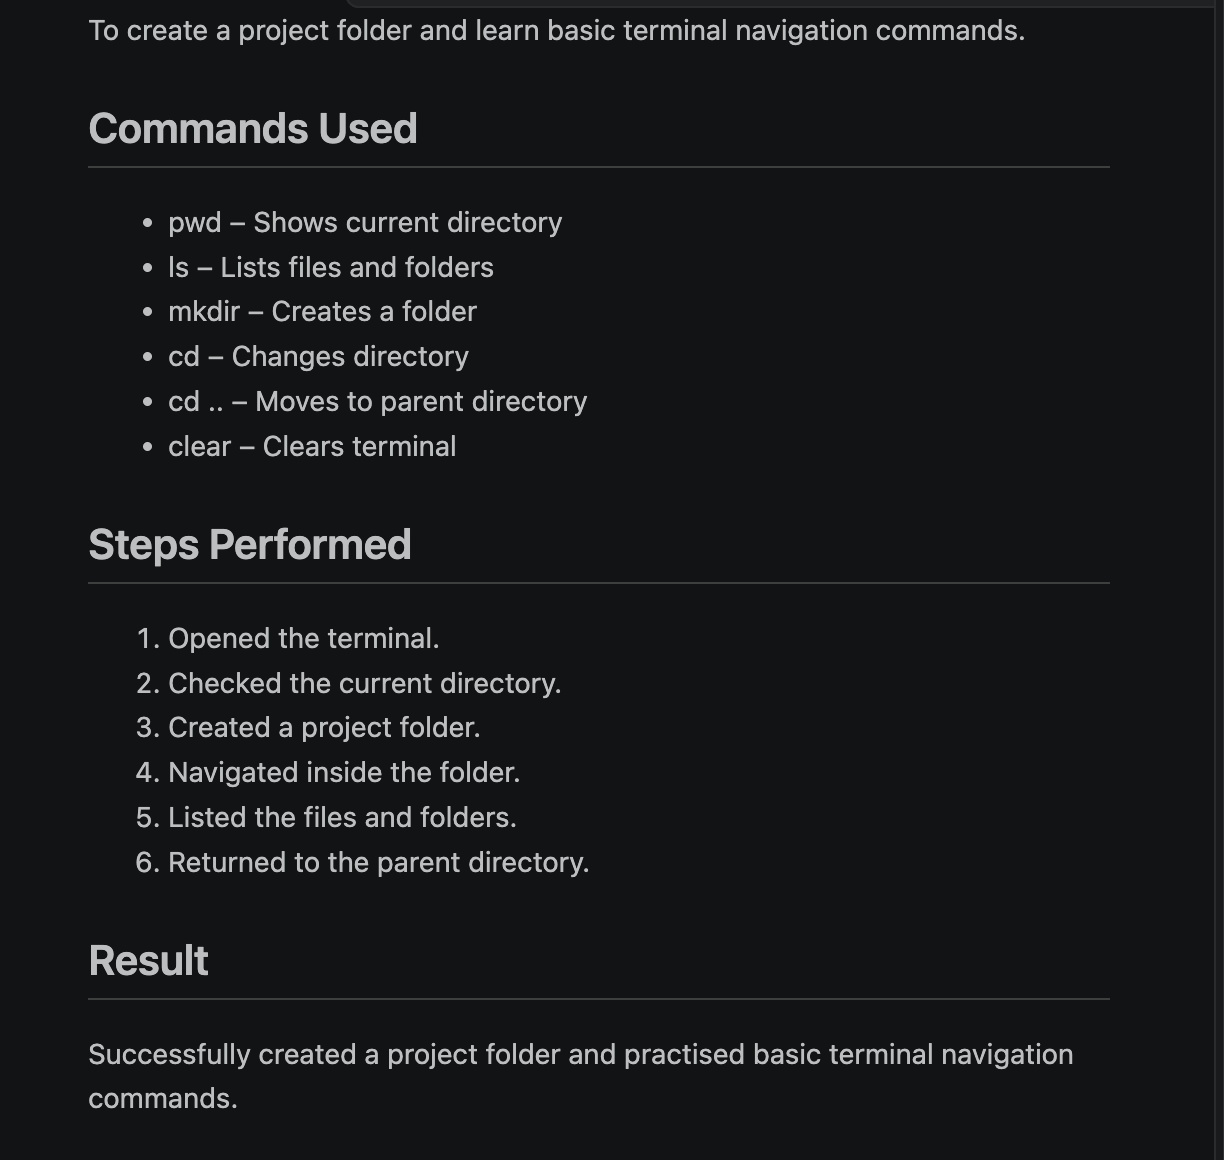 To create a project folder and learn basic terminal navigation commands.
Commands Used
• pwd – Shows current directory
• ls – Lists files and folders
• mkdir – Creates a folder
• cd – Changes directory
• cd .. – Moves to parent directory
• clear – Clears terminal
Steps Performed
1. Opened the terminal.
2. Checked the current directory.
3. Created a project folder.
4. Navigated inside the folder.
5. Listed the files and folders.
6. Returned to the parent directory.
Result
Successfully created a project folder and practised basic terminal navigation
commands.